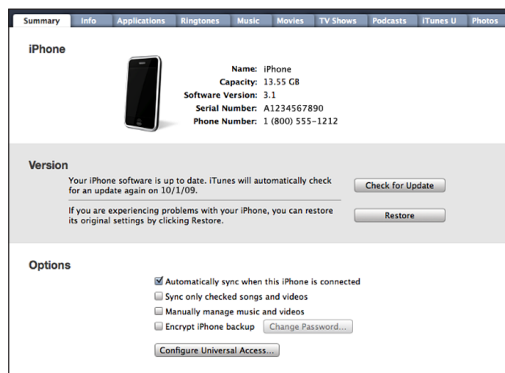 Summary Info Applications Ringtones Music Movies TV Shows Podcasts iTunes U Photos
iPhone
Name: iPhone
Capacity: 13.55 GB
Software Version: 3.1
Serial Number: A1234567890
Phone Number: 1 (800) 555-1212
Version
Your iPhone software is up to date. iTunes will automatically check
for an update again on 10/1/09.
Check for Update
If you are experiencing problems with your iPhone, you can restore
its original settings by clicking Restore.
Restore
Options
Automatically sync when this iPhone is connected
Sync only checked songs and videos
Manually manage music and videos
Encrypt iPhone backup Change Password...
Configure Universal Access...